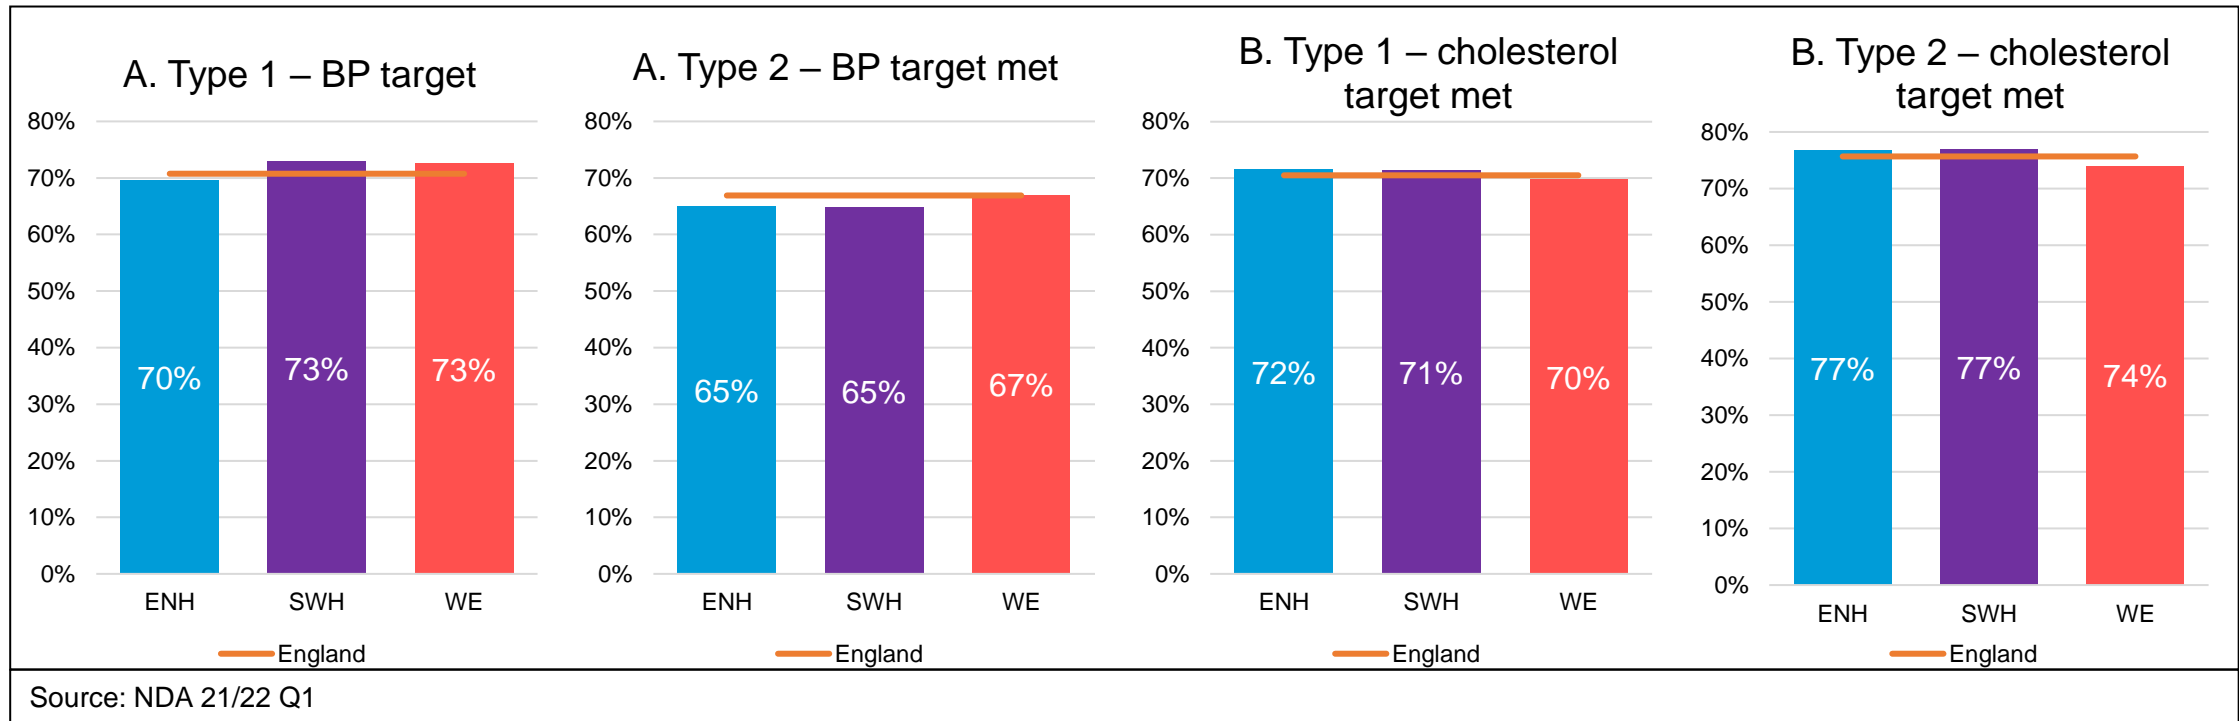 A. Type 1 – BP target
80%
70%
60%
50%
40%
30%
20%
10%
0%
70%
73%
73%
ENH
SWH
WE
England
A. Type 2 – BP target met
80%
70%
60%
50%
40%
30%
20%
10%
0%
65%
65%
67%
ENH
SWH
WE
England
B. Type 1 – cholesterol
target met
80%
70%
60%
50%
40%
30%
20%
10%
0%
72%
71%
70%
ENH
SWH
WE
England
B. Type 2 – cholesterol
target met
80%
70%
60%
50%
40%
30%
20%
10%
0%
77%
77%
74%
ENH
SWH
WE
England
Source: NDA 21/22 Q1